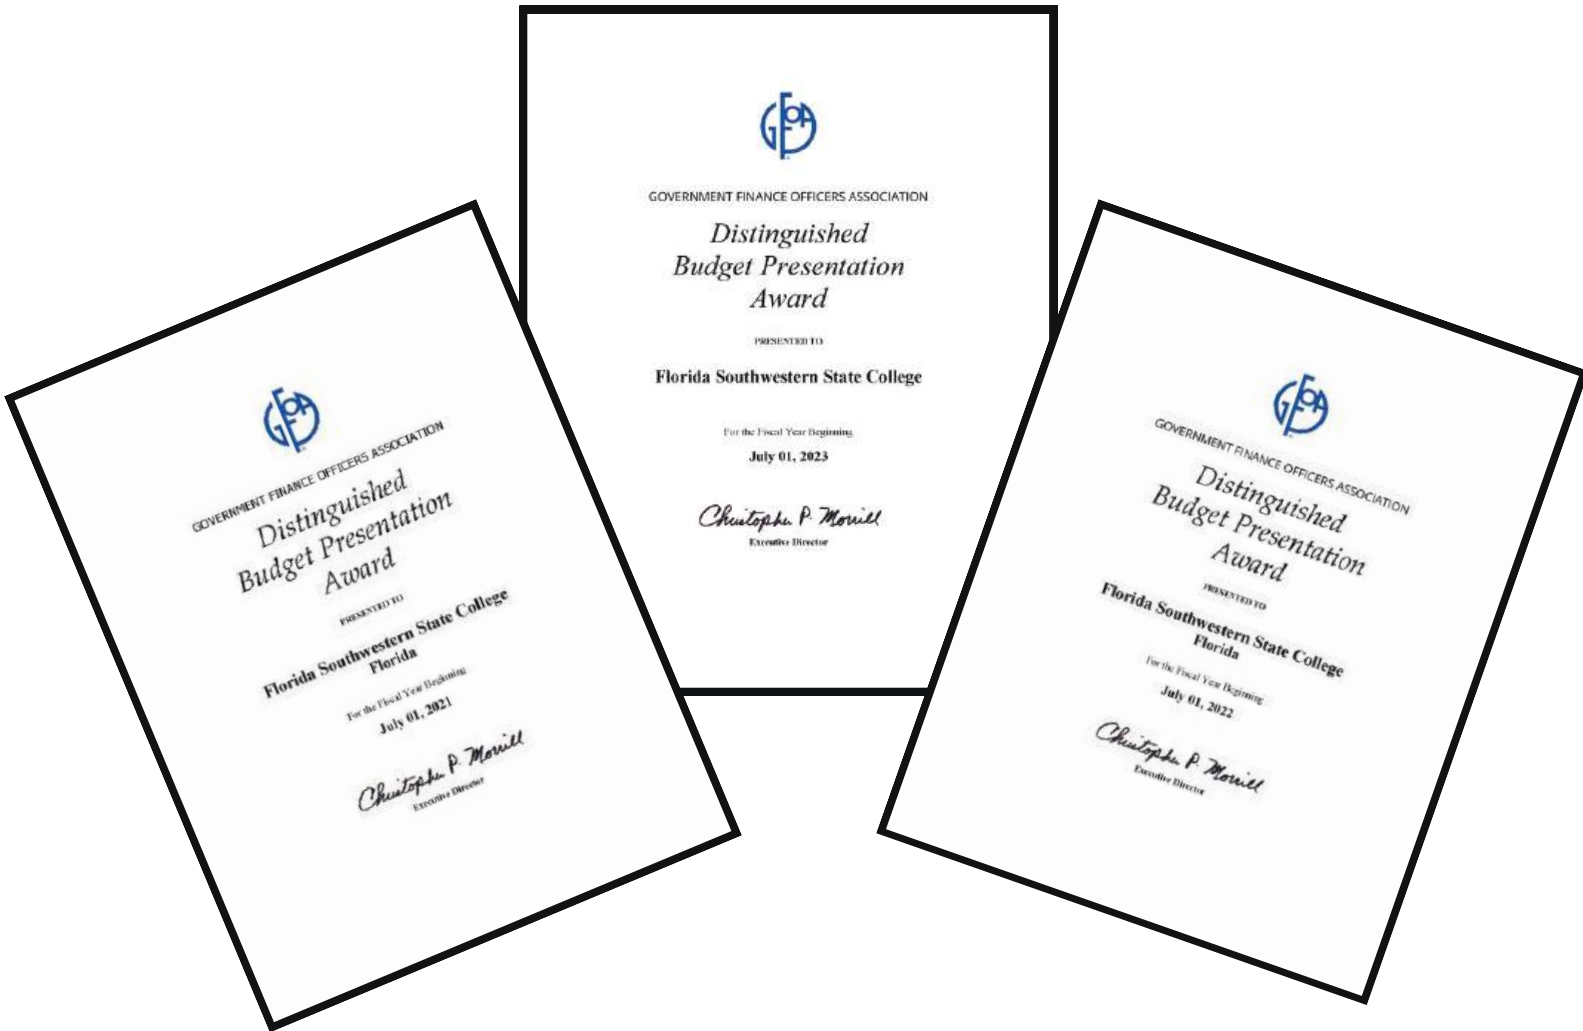 GFOA
GOVERNMENT FINANCE OFFICERS ASSOCIATION
Distinguished
Budget Presentation
Award
PRESENTED TO
Florida Southwestern State College
Florida
For the Fiscal Year Beginning
July 01, 2021
Christopher P. Morrill
Executive Director
GFOA
GOVERNMENT FINANCE OFFICERS ASSOCIATION
Distinguished
Budget Presentation
Award
PRESENTED TO
Florida Southwestern State College
For the Fiscal Year Beginning
July 01, 2023
Christopher P. Morrill
Executive Director
GFOA
GOVERNMENT FINANCE OFFICERS ASSOCIATION
Distinguished
Budget Presentation
Award
PRESENTED TO
Florida Southwestern State College
Florida
For the Fiscal Year Beginning
July 01, 2022
Christopher P. Morrill
Executive Director